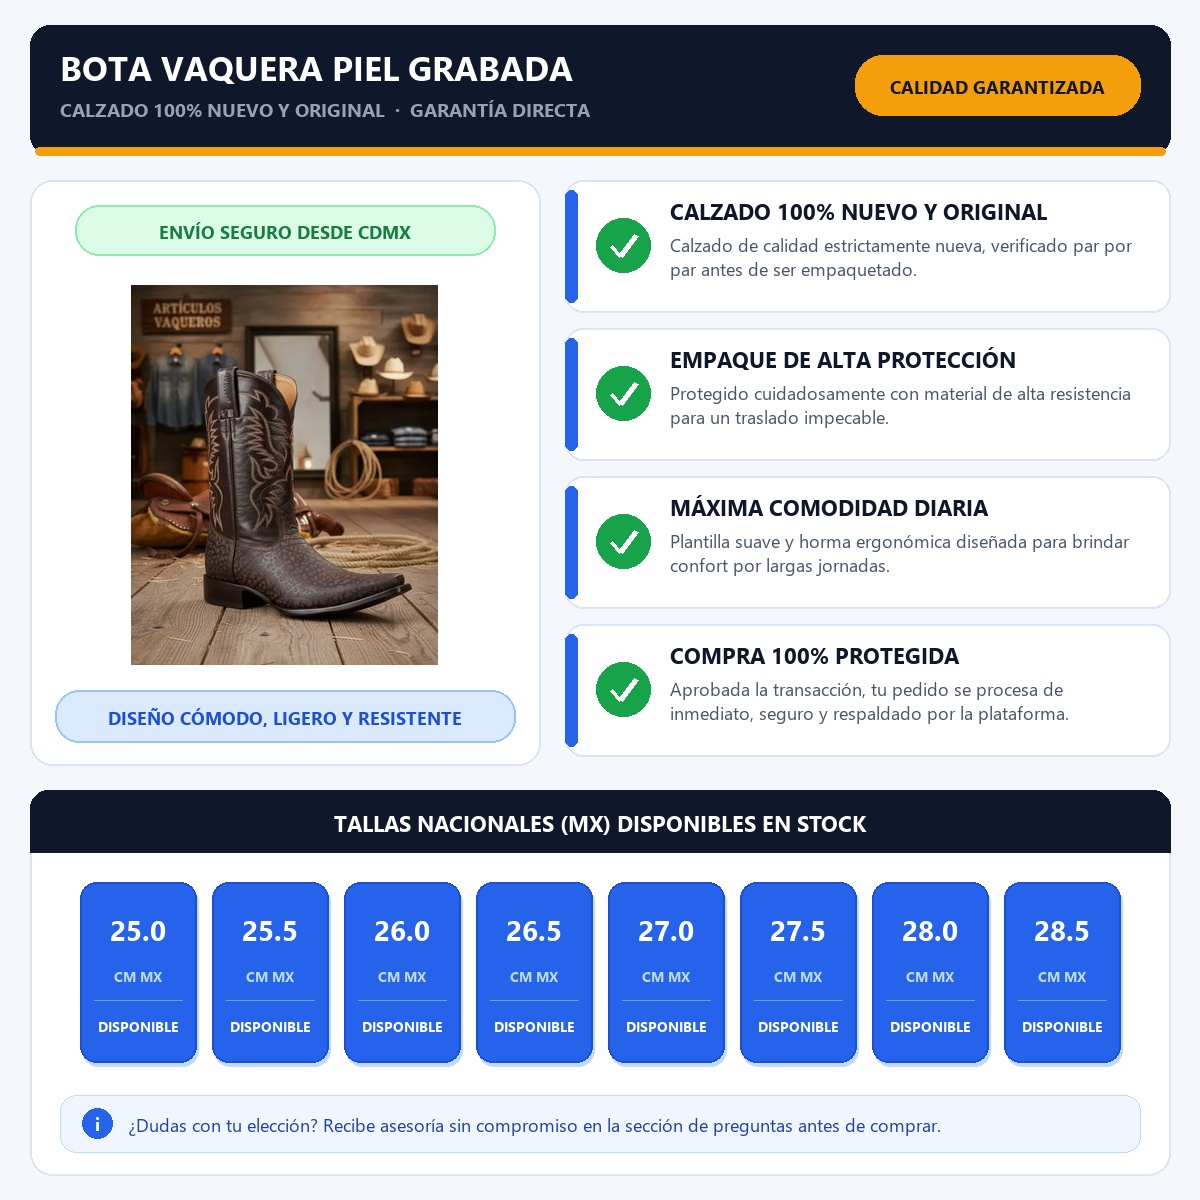 BOTA VAQUERA PIEL GRABADA
CALZADO 100% NUEVO Y ORIGINAL · GARANTÍA DIRECTA
CALIDAD GARANTIZADA
ENVÍO SEGURO DESDE CDMX
ARTÍCULOS
VAQUEROS
DISEÑO CÓMODO, LIGERO Y RESISTENTE
CALZADO 100% NUEVO Y ORIGINAL
Calzado de calidad estrictamente nueva, verificado par por
par antes de ser empaquetado.
EMPAQUE DE ALTA PROTECCIÓN
Protegido cuidadosamente con material de alta resistencia
para un traslado impecable.
MÁXIMA COMODIDAD DIARIA
Plantilla suave y horma ergonómica diseñada para brindar
confort por largas jornadas.
COMPRA 100% PROTEGIDA
Aprobada la transacción, tu pedido se procesa de
inmediato, seguro y respaldado por la plataforma.
TALLAS NACIONALES (MX) DISPONIBLES EN STOCK
25.0 25.5 26.0 26.5 27.0 27.5 28.0 28.5
CM MX CM MX CM MX CM MX CM MX CM MX CM MX CM MX
DISPONIBLE DISPONIBLE DISPONIBLE DISPONIBLE DISPONIBLE DISPONIBLE DISPONIBLE DISPONIBLE
¿Dudas con tu elección? Recibe asesoría sin compromiso en la sección de preguntas antes de comprar.